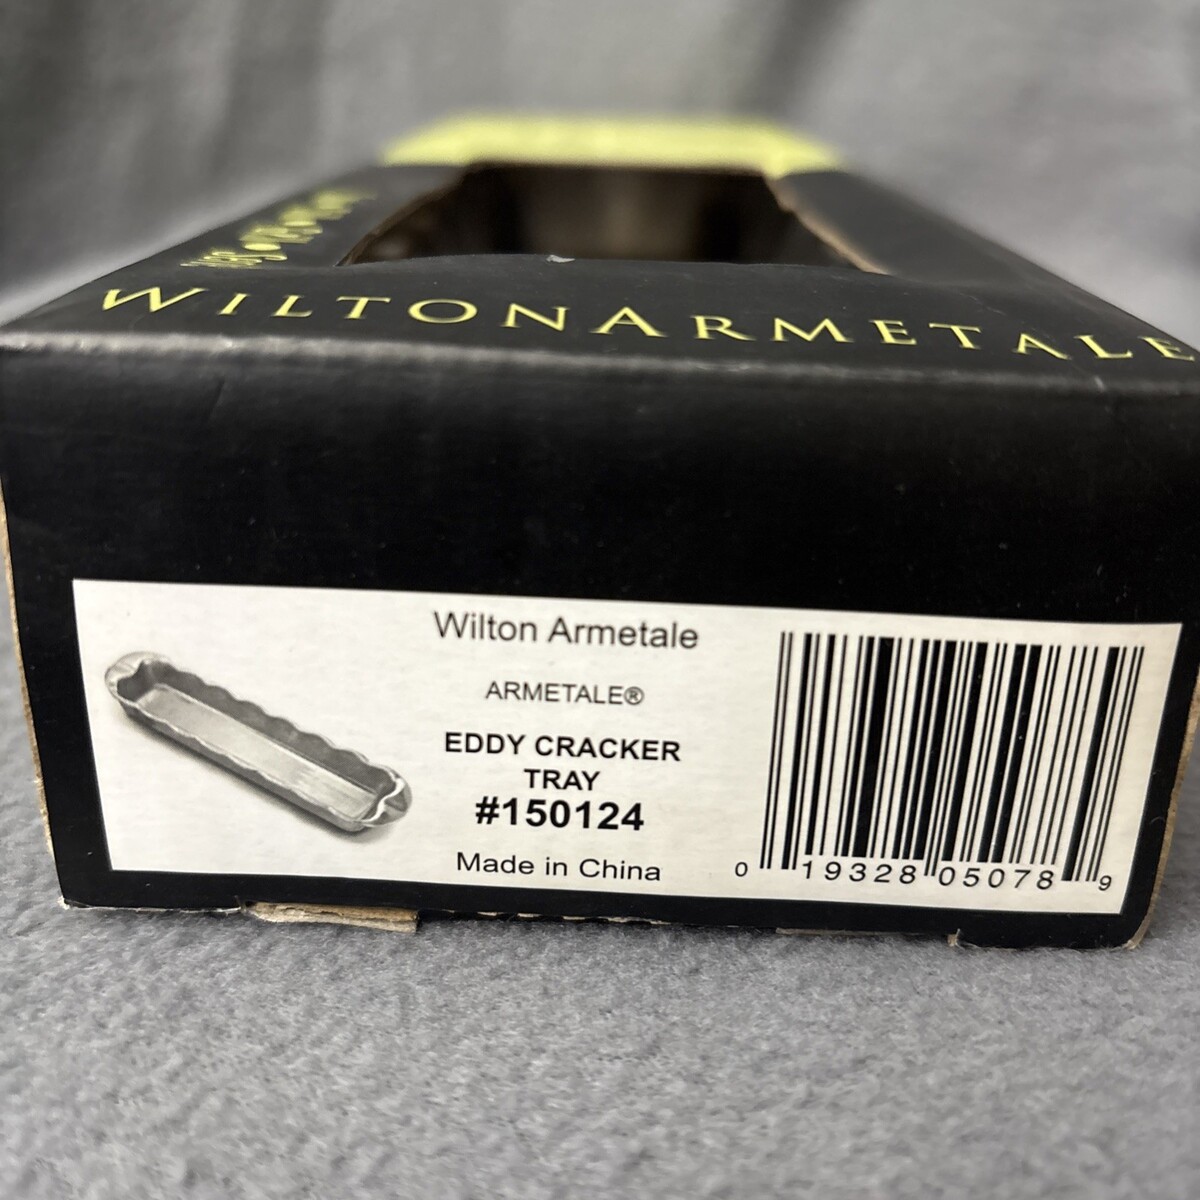 WILTONARMETALE
Wilton Armetale
ARMETALE®
EDDY CRACKER
TRAY
#150124
Made in China
0 19328 05078 9